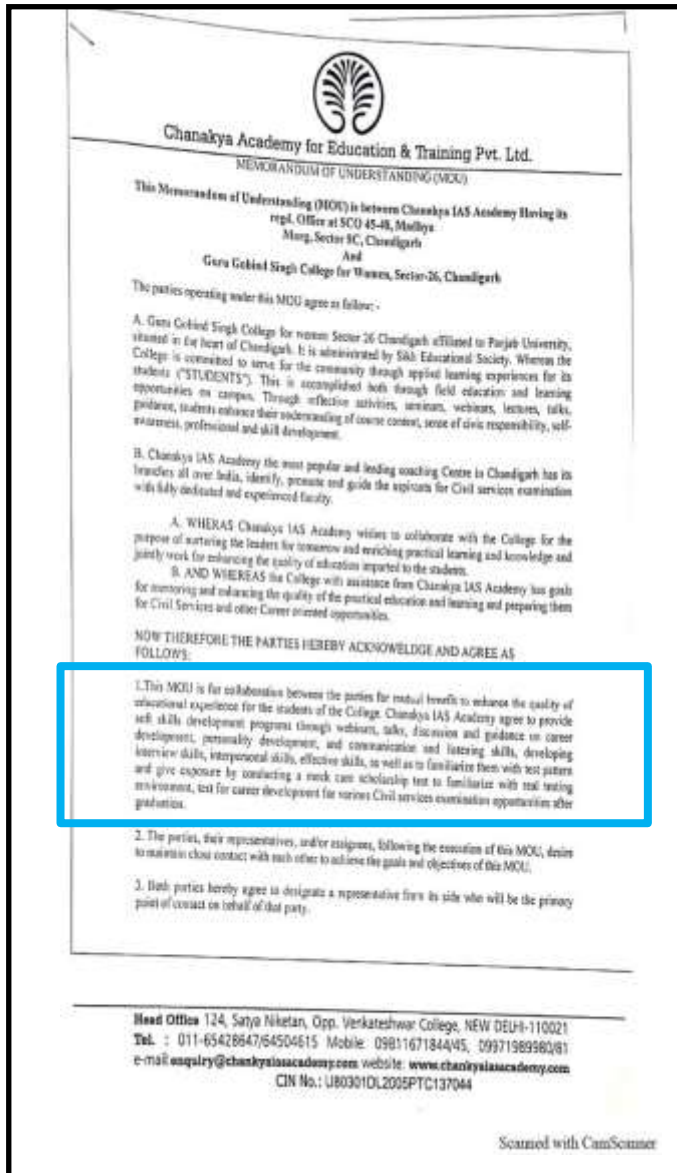 Chanakya Academy for Education & Training Pvt. Ltd.
MEMORANDUM OF UNDERSTANDING (MOU)
This Memorandum of Understanding (MOU) is between Chanakya IAS Academy Having its
regd. Office at SCO 45-48, Madhya
Marg, Sector 9C, Chandigarh
And
Guru Gobind Singh College for Women, Sector-26, Chandigarh
The parties operating under this MOU agree as follow; -
A. Guru Gobind Singh College for women Sector 26 Chandigarh affiliated to Panjab University,
situated in the heart of Chandigarh. It is administrated by Sikh Educational Society. Whereas the
College is committed to serve for the community through applied learning experiences for its
students ("STUDENTS"). This is accomplished both through field education and learning
opportunities on campus. Through reflective activities, seminars, webinars, lectures, talks,
guidance, students enhance their understanding of course content, sense of civic responsibility, self-
awareness, professional and skill development.
B. Chanakya IAS Academy the most popular and leading coaching Centre in Chandigarh has its
branches all over India, identify, promote and guide the aspirants for Civil services examination
with fully dedicated and experienced faculty.
A. WHERAS Chanakya IAS Academy wishes to collaborate with the College for the
purpose of nurturing the leaders for tomorrow and enriching practical learning and knowledge and
jointly work for enhancing the quality of education imparted to the students.
B. AND WHEREAS the College with assistance from Chanakya IAS Academy has goals
for mentoring and enhancing the quality of the practical education and learning and preparing them
for Civil Services and other Career oriented opportunities.
NOW THEREFORE THE PARTIES HEREBY ACKNOWELDGE AND AGREE AS
FOLLOWS:
1.This MOU is for collaboration between the parties for mutual benefit to enhance the quality of
educational experience for the students of the College. Chanakya IAS Academy agree to provide
soft skills development programs through webinars, talks, discussion and guidance on career
development, personality development, and communication and listering skills, developing
interview skills, interpersonal skills, effective skills, as well as to familiarize them with test pattern
and give exposure by conducting a mock cum scholarship test to familiarize with real testing
environment, test for career development for various Civil services examination opportunities after
graduation.
2. The parties, their representatives, and/or assignees, following the execution of this MOU, desire
to maintain close contact with each other to achieve the goals and objectives of this MOU.
3. Both parties hereby agree to designate a representative from its side who will be the primary
point of contact on behalf of that party.
Head Office 124, Satya Niketan, Opp. Venkateshwar College, NEW DELHI-110021
Tel. : 011-65428647/64504615 Mobile: 09811671844/45, 09971989980/81
e-mail:enquiry@chankyaiasacademy.com website: www.chankyaiasacademy.com
CIN No.: U80301DL2005PTC137044
Scanned with CamScanner